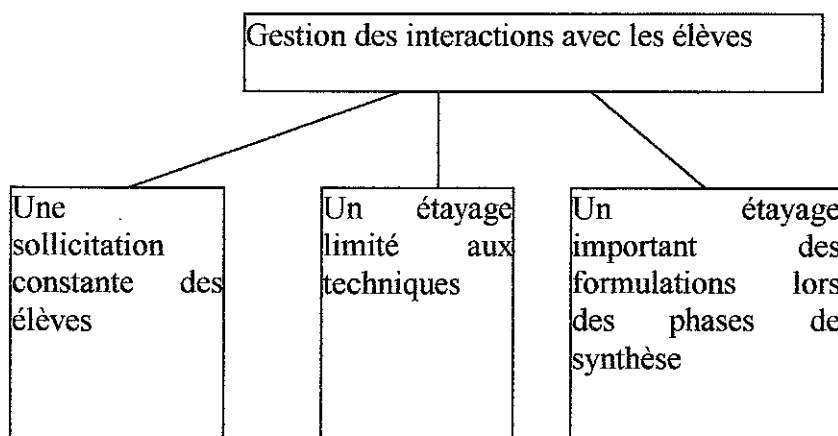 Gestion des interactions avec les élèves
Une
sollicitation
constante des
élèves
Un étayage
limité aux
techniques
Un étayage
important des
formulations lors
des phases de
synthèse